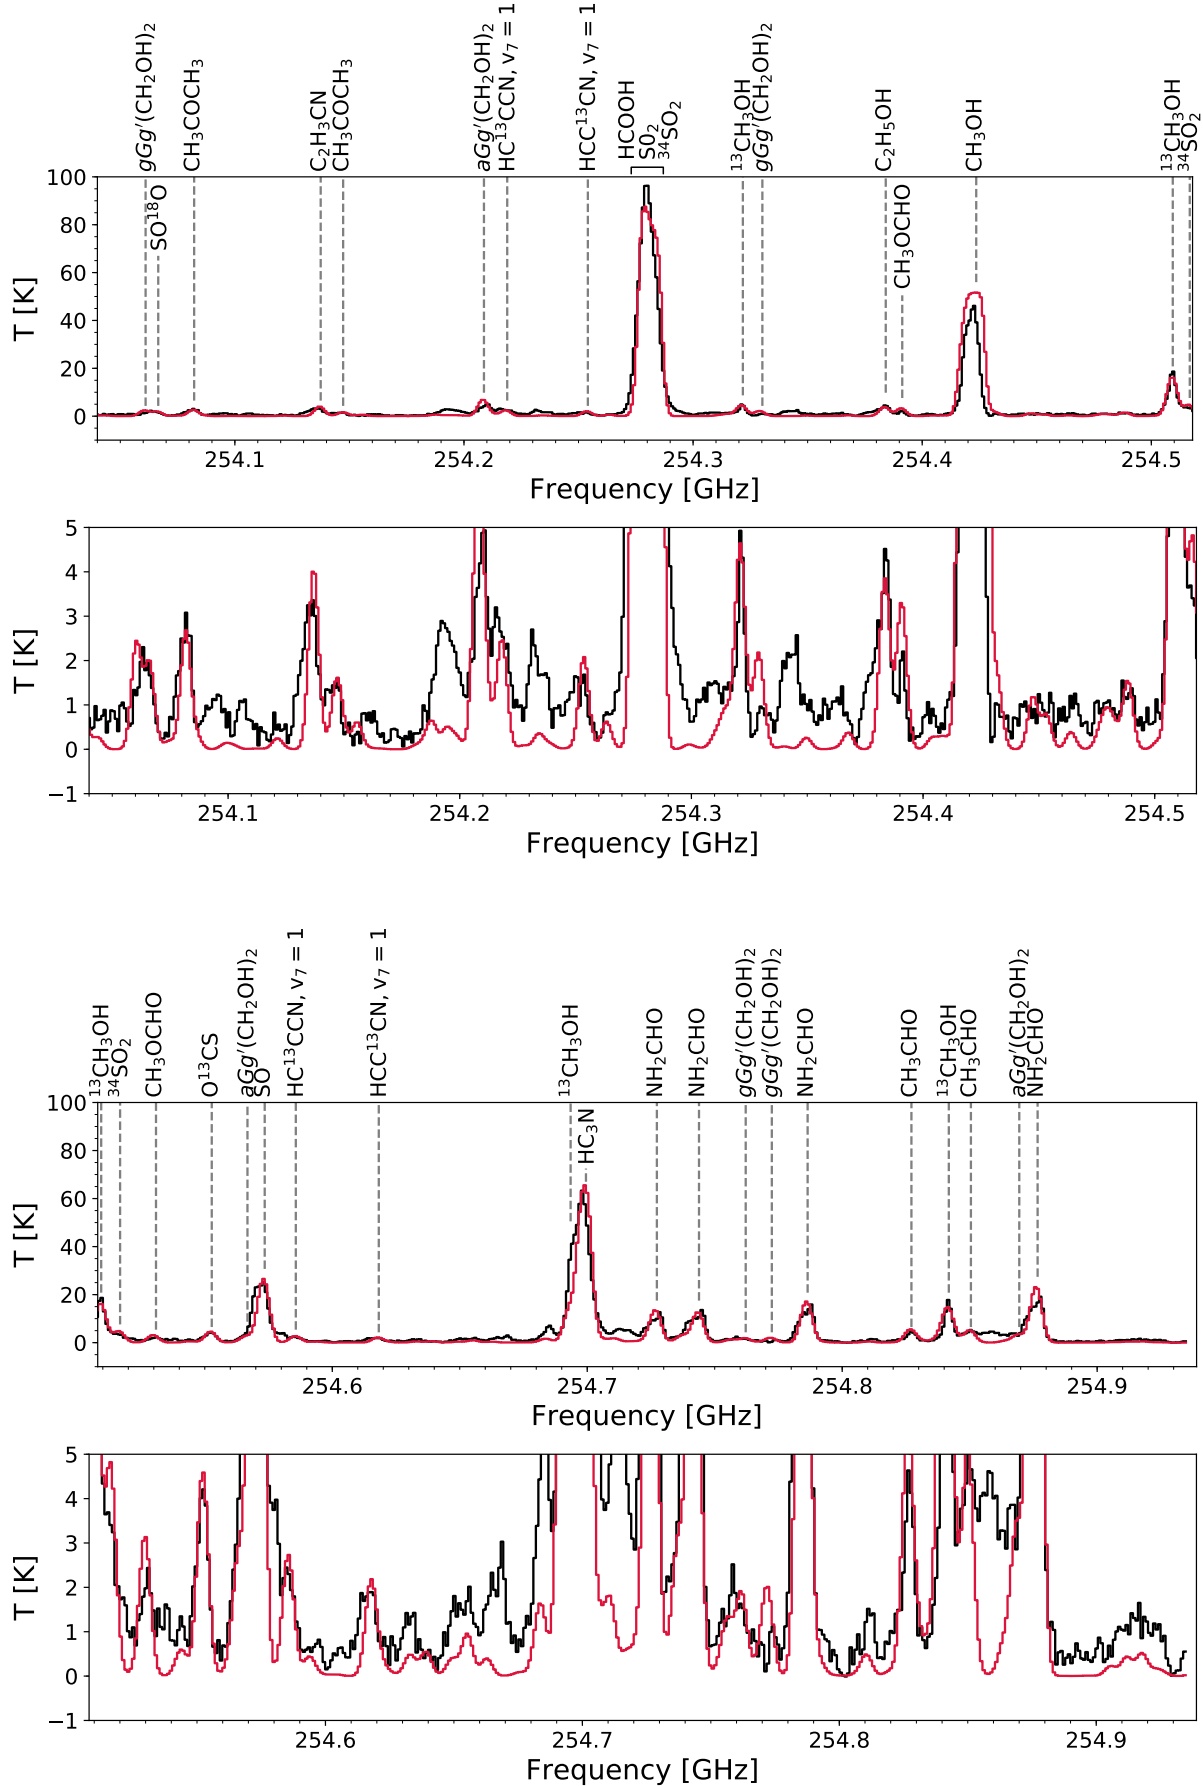 gGg′(CH₂OH)₂
SO¹⁸O
CH₃COCH₃
C₂H₃CN
CH₃COCH₃
aGg′(CH₂OH)₂
HC¹³CCN, v₇ = 1
HCC¹³CN, v₇ = 1
HCOOH
S0₂
³⁴SO₂
¹³CH₃OH
gGg′(CH₂OH)₂
C₂H₅OH
CH₃OCHO
CH₃OH
¹³CH₃OH
³⁴SO₂
100
80
60
40
20
0
T [K]
254.1 254.2 254.3 254.4 254.5
Frequency [GHz]
5
4
3
2
1
0
−1
T [K]
254.1 254.2 254.3 254.4 254.5
Frequency [GHz]
¹³CH₃OH
³⁴SO₂
CH₃OCHO
O¹³CS
aGg′(CH₂OH)₂
SO
HC¹³CCN, v₇ = 1
HCC¹³CN, v₇ = 1
¹³CH₃OH
HC₃N
NH₂CHO
NH₂CHO
gGg′(CH₂OH)₂
gGg′(CH₂OH)₂
NH₂CHO
CH₃CHO
¹³CH₃OH
CH₃CHO
aGg′(CH₂OH)₂
NH₂CHO
100
80
60
40
20
0
T [K]
254.6 254.7 254.8 254.9
Frequency [GHz]
5
4
3
2
1
0
−1
T [K]
254.6 254.7 254.8 254.9
Frequency [GHz]